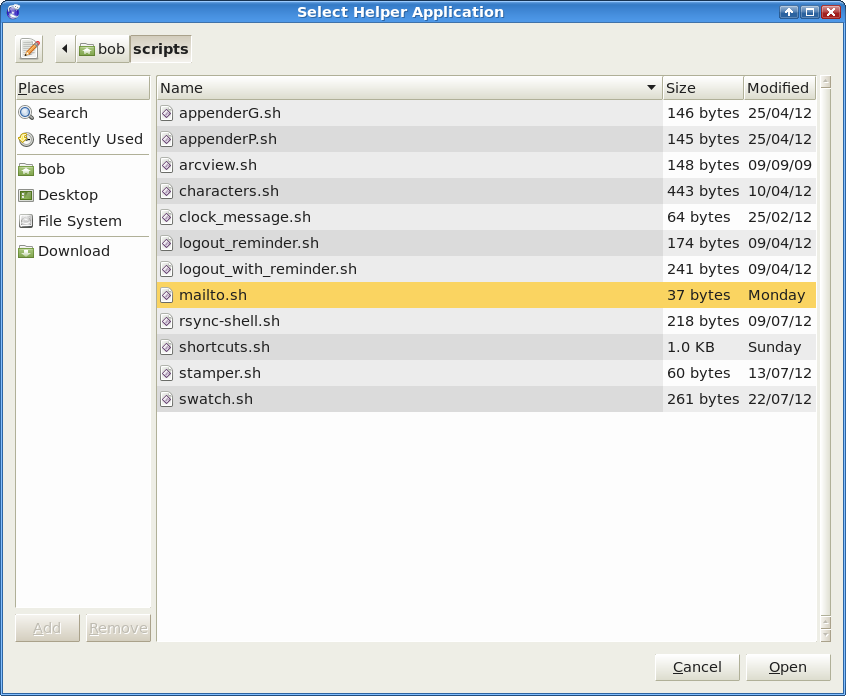 Select Helper Application
bob scripts
Places
Search
Recently Used
bob
Desktop
File System
Download
Add Remove
Name Size Modified
appenderG.sh 146 bytes 25/04/12
appenderP.sh 145 bytes 25/04/12
arcview.sh 148 bytes 09/09/09
characters.sh 443 bytes 10/04/12
clock_message.sh 64 bytes 25/02/12
logout_reminder.sh 174 bytes 09/04/12
logout_with_reminder.sh 241 bytes 09/04/12
mailto.sh 37 bytes Monday
rsync-shell.sh 218 bytes 09/07/12
shortcuts.sh 1.0 KB Sunday
stamper.sh 60 bytes 13/07/12
swatch.sh 261 bytes 22/07/12
Cancel Open